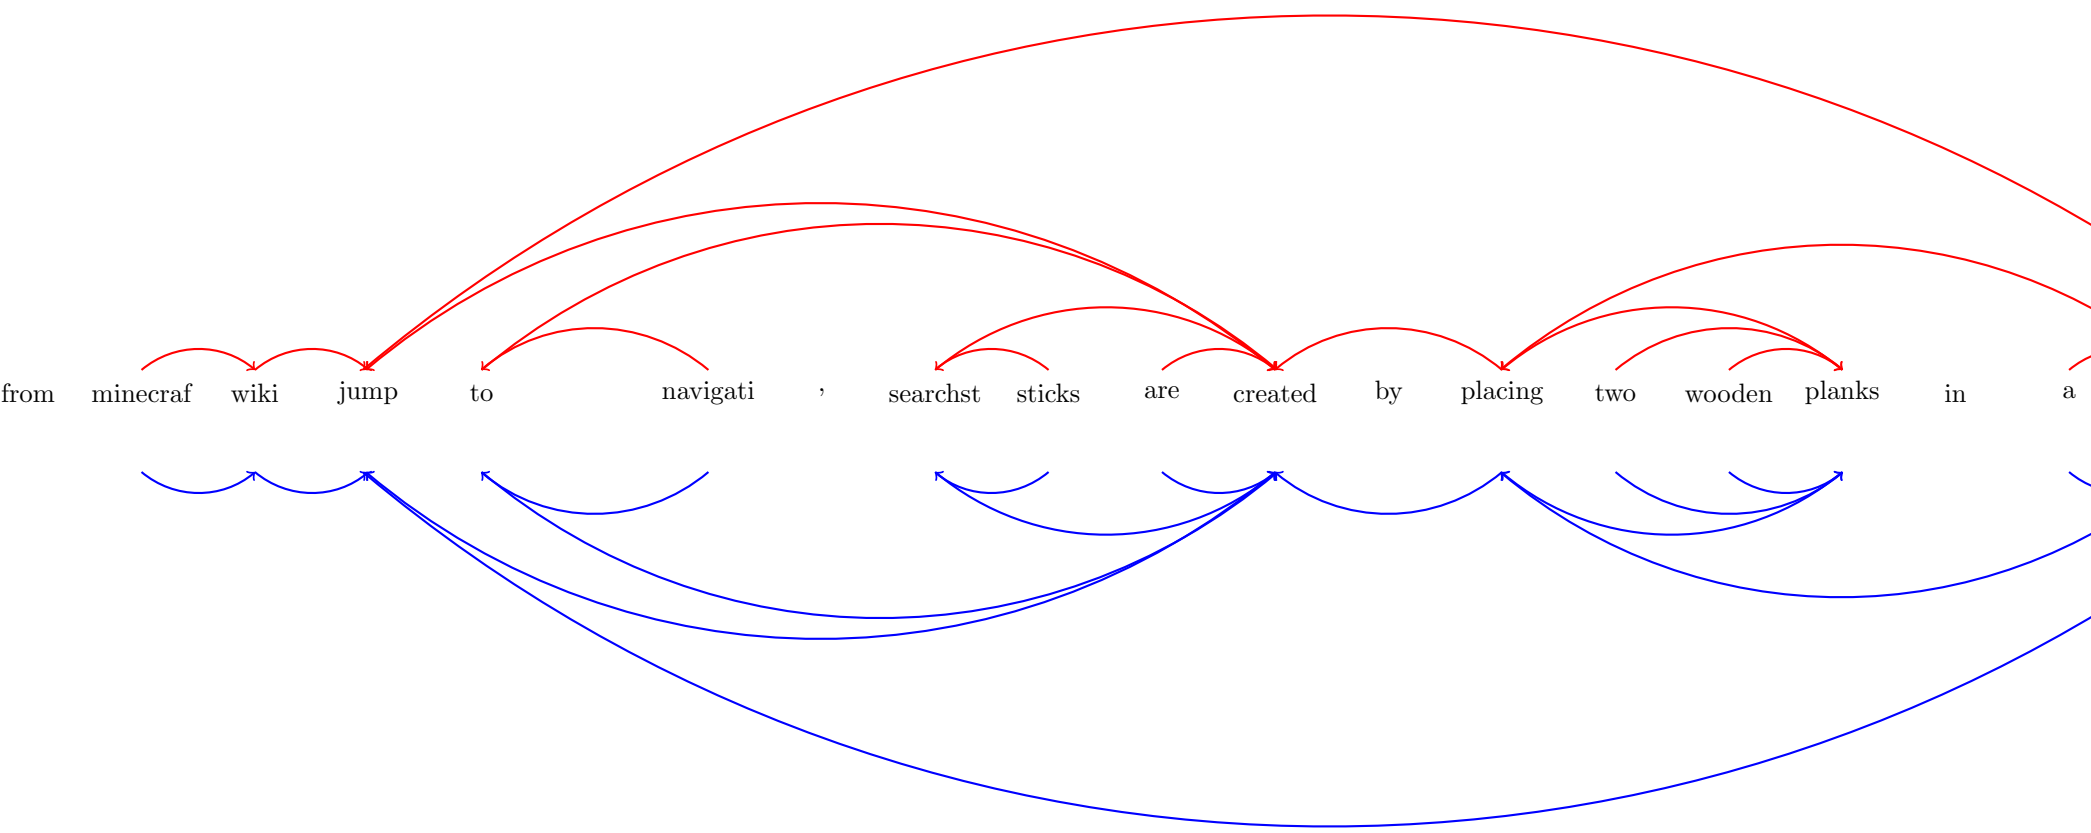 from minecraf wiki jump to navigati , searchst sticks are created by placing two wooden planks in a